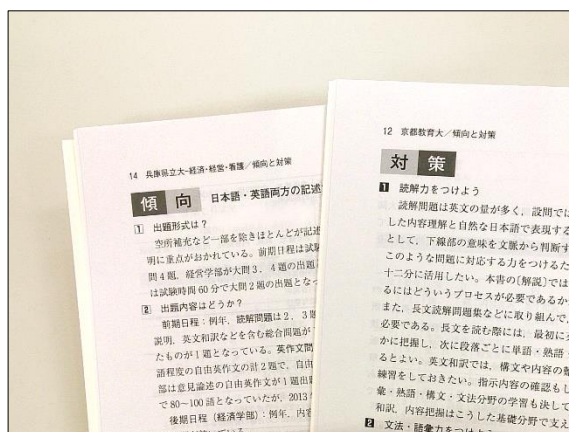 14 兵庫県立大-経済・経営・看護／傾向と対策
傾向 日本語・英語両方の記述
1 出題形式は？
空所補充など一部を除きほとんどが記述
明に重点がおかれている。前期日程は試験
問4題，経営学部が大問3，4題の出題
は試験時間60分で大問2題の出題となっ
2 出題内容はどうか？
前期日程：例年，読解問題は2，3題
説明，英文和訳などを含む総合問題が
たものが1題となっている。英作文問
語程度の自由英作文の計2題で，自由
部は意見論述の自由英作文が1題出
で80～100語となっていたが，2013
後期日程（経済学部）：例年，内容
12 京都教育大／傾向と対策
対策
1 読解力をつけよう
読解問題は英文の量が多く，設問では
した内容理解と自然な日本語で表現する
として，下線部の意味を文脈から判断す
このような問題に対応する力をつけるた
十二分に活用したい。本書の〔解説〕では
るにはどういうプロセスが必要であるか
また，長文読解問題集などに取り組んで，
必要である。長文を読む際には，最初に
かに把握し，次に段落ごとに単語・熟語・
るとよい。英文和訳では，構文や内容の
練習をしておきたい。指示内容の確認もし
彙・熟語・構文・文法分野の学習も決して
和訳，内容把握はこうした基礎分野で支え
2 文法・語彙力をつけよう